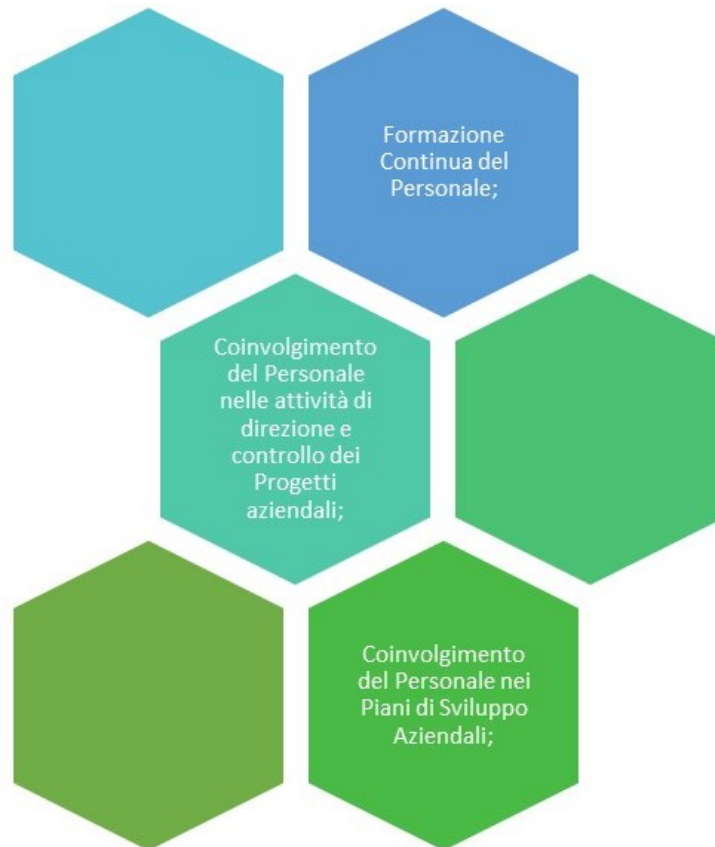 Formazione
Continua del
Personale;
Coinvolgimento
del Personale
nelle attività di
direzione e
controllo dei
Progetti
aziendali;
Coinvolgimento
del Personale nei
Piani di Sviluppo
Aziendali;